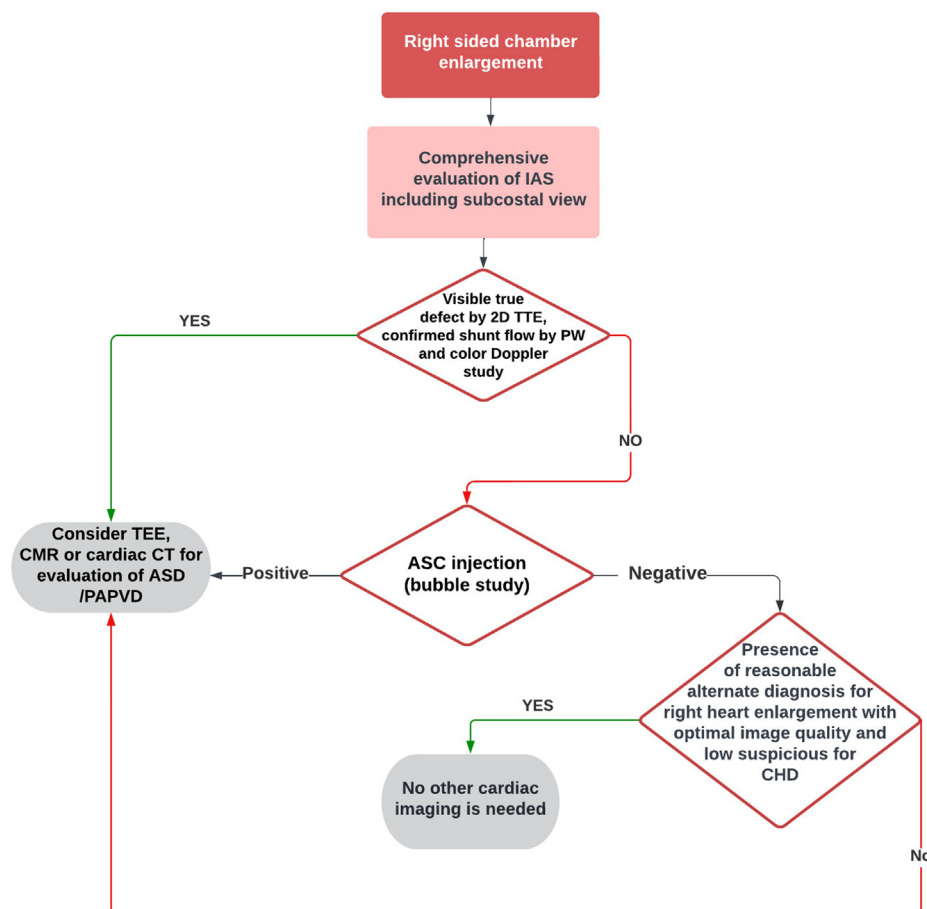 Right sided chamber
enlargement
Comprehensive
evaluation of IAS
including subcostal view
Visible true
defect by 2D TTE,
confirmed shunt flow by PW
and color Doppler
study
YES
NO
Consider TEE,
CMR or cardiac CT for
evaluation of ASD
/PAPVD
Positive
ASC injection
(bubble study)
Negative
Presence
of reasonable
alternate diagnosis for
right heart enlargement with
optimal image quality and
low suspicious for
CHD
YES
No other cardiac
imaging is needed
No